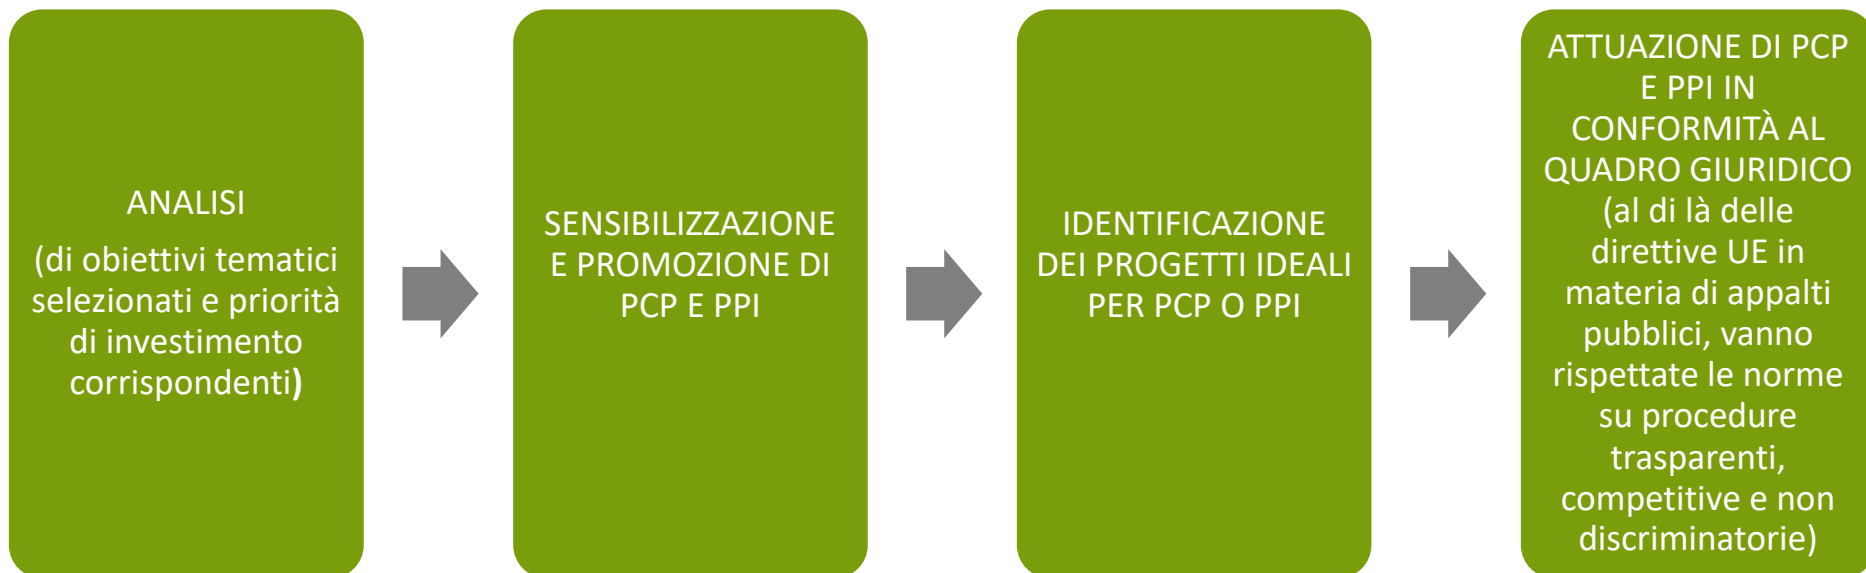 ANALISI
(di obiettivi tematici
selezionati e priorità
di investimento
corrispondenti)
SENSIBILIZZAZIONE
E PROMOZIONE DI
PCP E PPI
IDENTIFICAZIONE
DEI PROGETTI IDEALI
PER PCP O PPI
ATTUAZIONE DI PCP
E PPI IN
CONFORMITÀ AL
QUADRO GIURIDICO
(al di là delle
direttive UE in
materia di appalti
pubblici, vanno
rispettate le norme
su procedure
trasparenti,
competitive e non
discriminatorie)